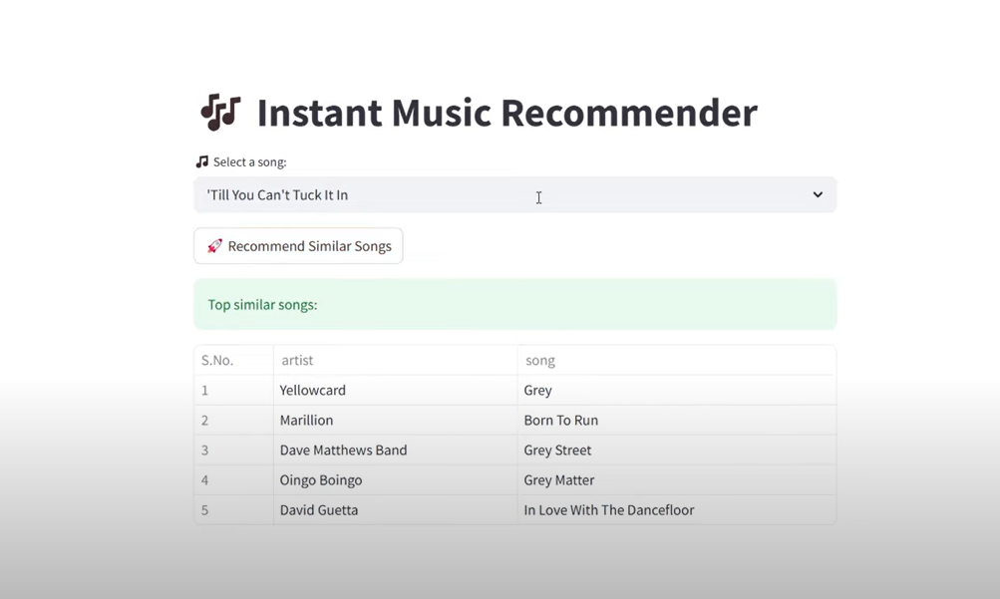 Instant Music Recommender
Select a song:
'Till You Can't Tuck It In
Recommend Similar Songs
Top similar songs:
S.No. artist song
1 Yellowcard Grey
2 Marillion Born To Run
3 Dave Matthews Band Grey Street
4 Oingo Boingo Grey Matter
5 David Guetta In Love With The Dancefloor